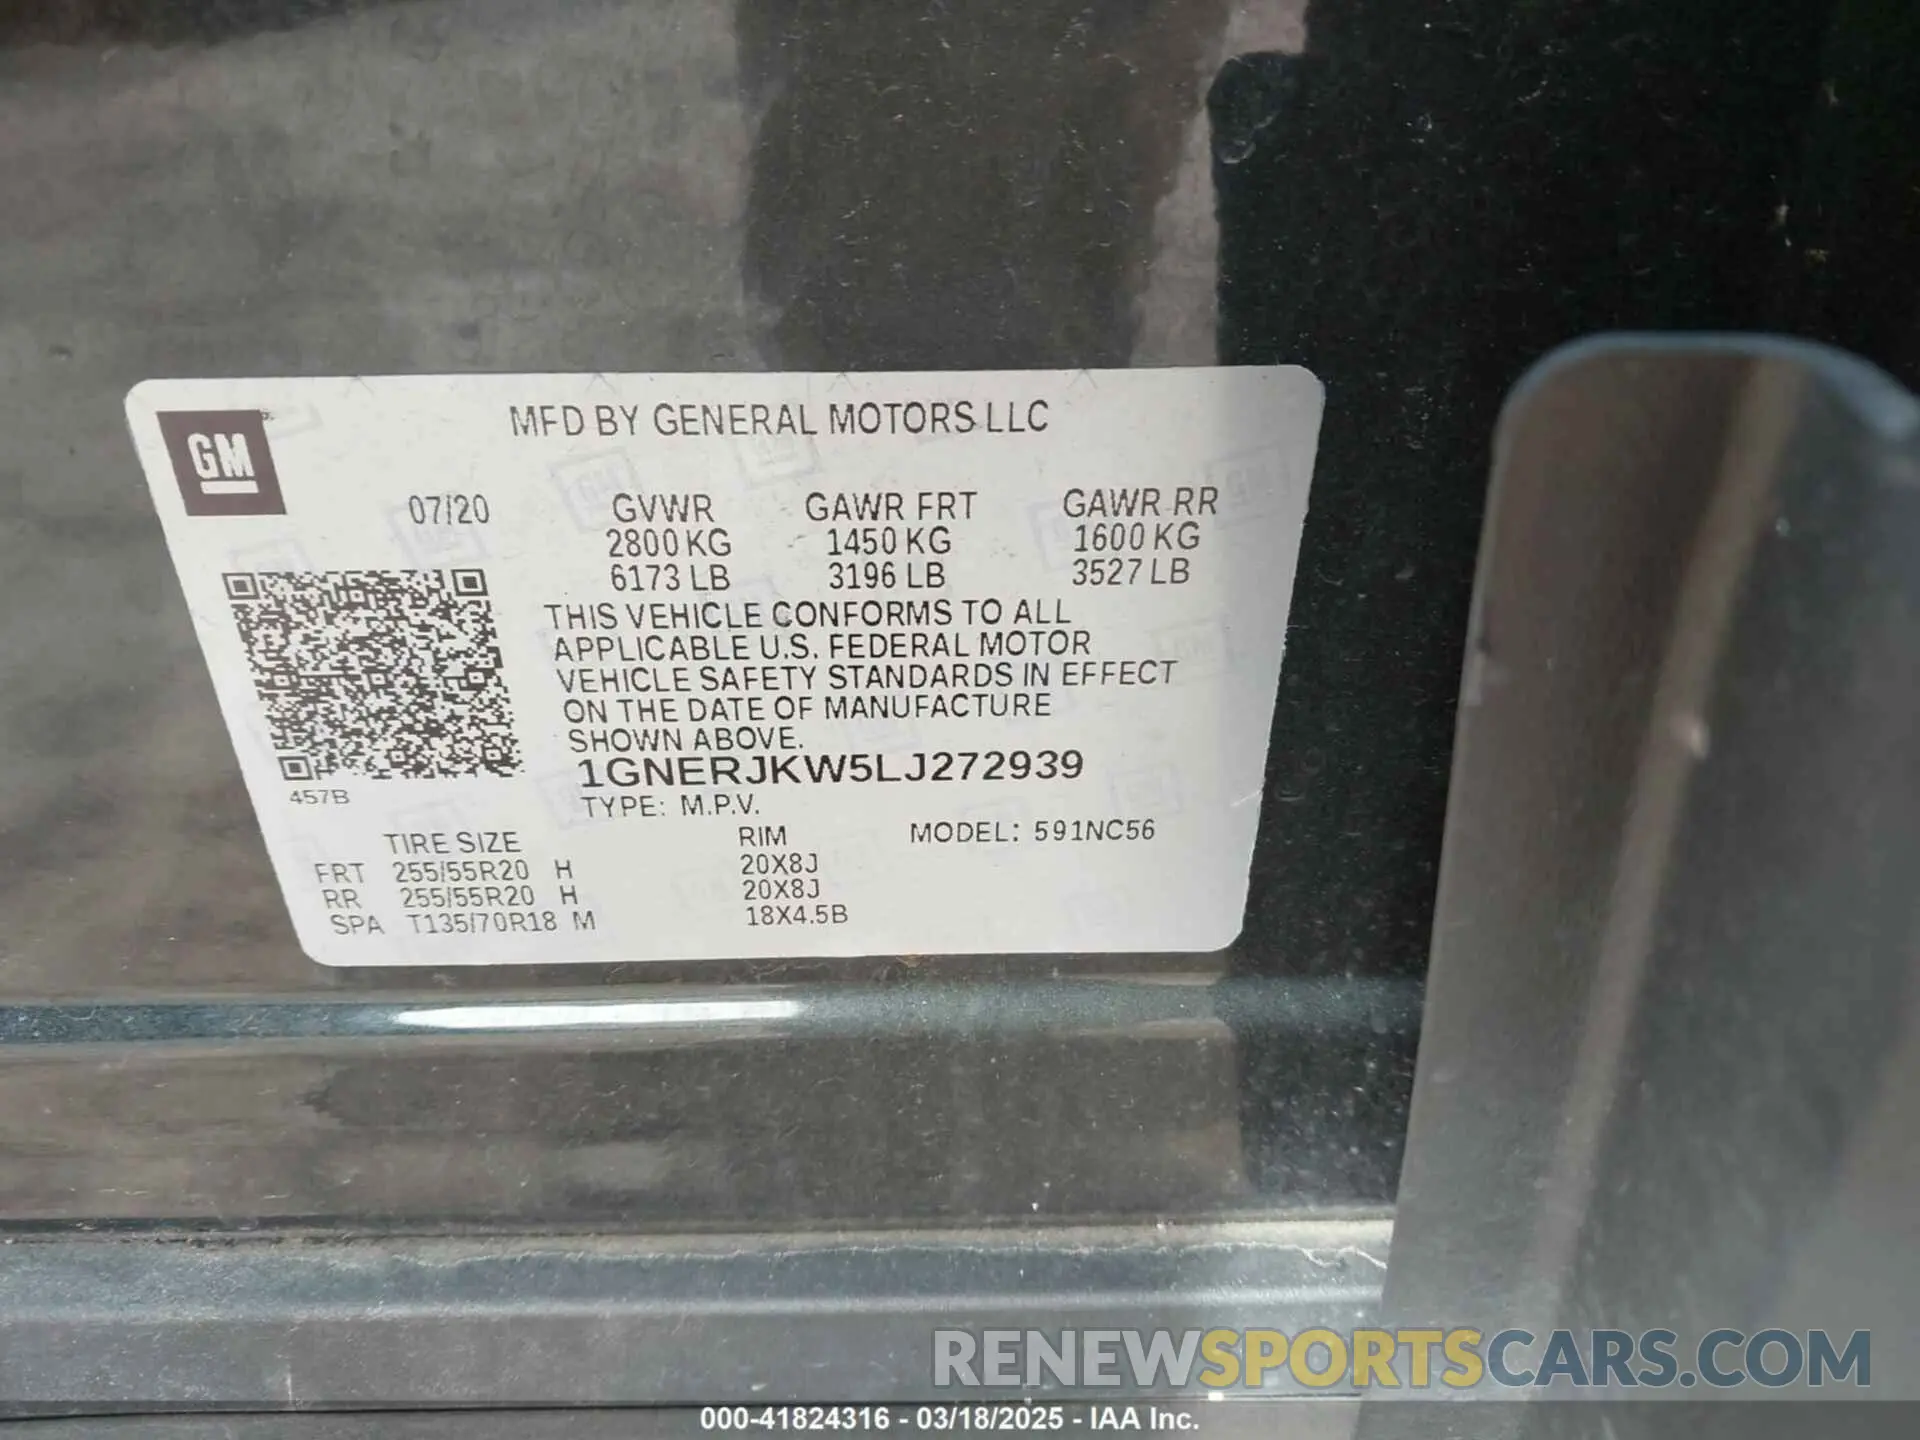 GM
MFD BY GENERAL MOTORS LLC
07/20 GVWR GAWR FRT GAWR RR
2800 KG 1450 KG 1600 KG
6173 LB 3196 LB 3527 LB
THIS VEHICLE CONFORMS TO ALL
APPLICABLE U.S. FEDERAL MOTOR
VEHICLE SAFETY STANDARDS IN EFFECT
ON THE DATE OF MANUFACTURE
SHOWN ABOVE.
1GNERJKW5LJ272939
457B
TYPE: M.P.V.
TIRE SIZE RIM MODEL: 591NC56
FRT 255/55R20 H 20X8J
RR 255/55R20 H 20X8J
SPA T135/70R18 M 18X4.5B
RENEWSPORTSCARS.COM
000-41824316 - 03/18/2025 - IAA Inc.